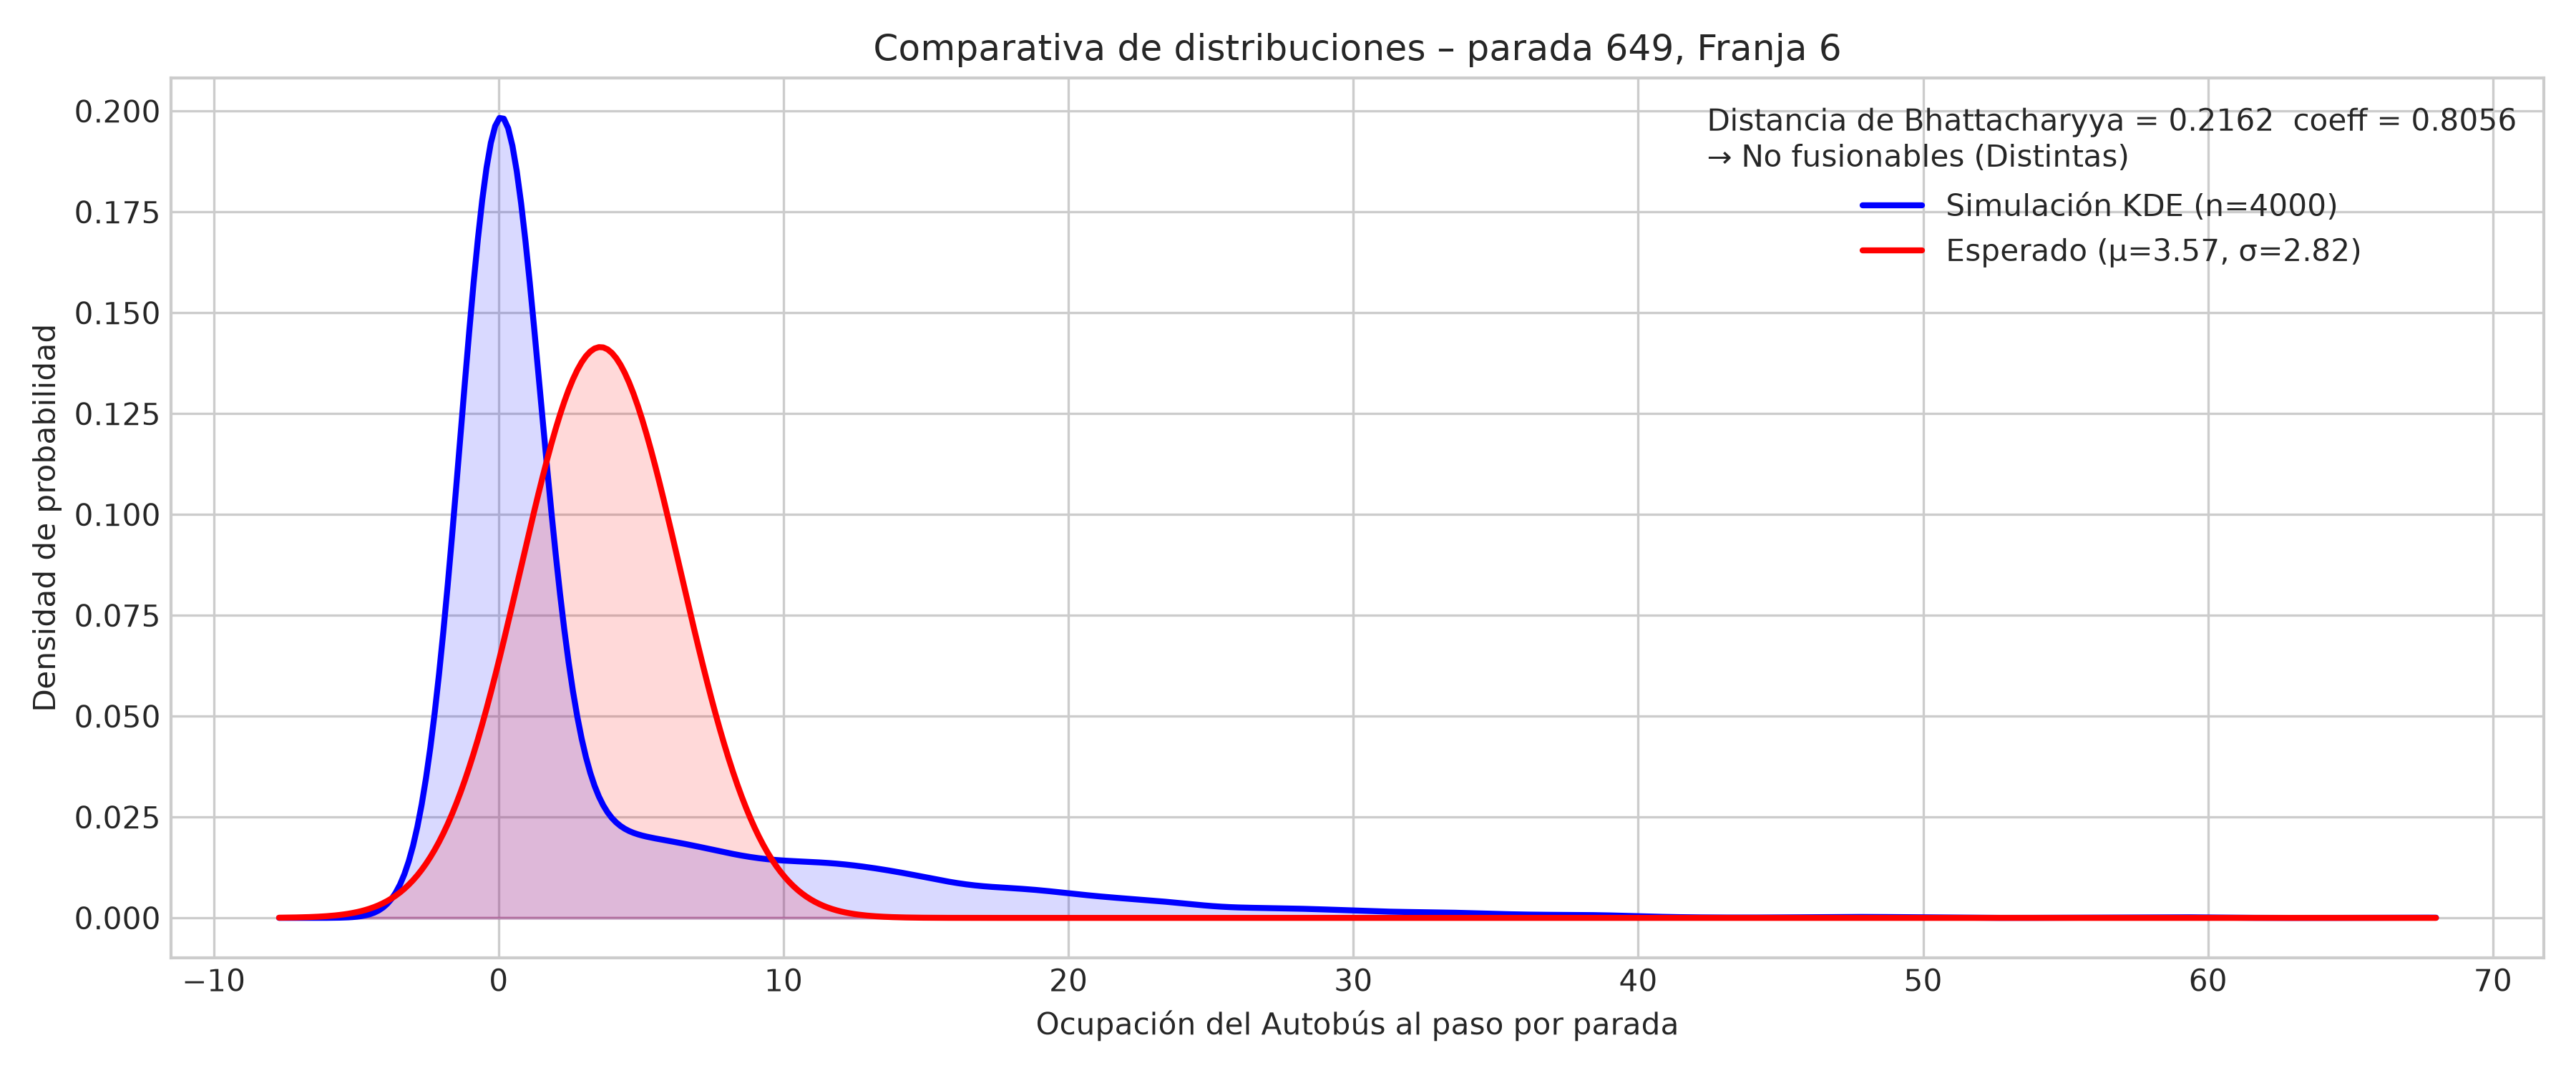 Comparativa de distribuciones – parada 649, Franja 6
Distancia de Bhattacharyya = 0.2162  coeff = 0.8056
→ No fusionables (Distintas)
Simulación KDE (n=4000)
Esperado (μ=3.57, σ=2.82)
Densidad de probabilidad
0.200
0.175
0.150
0.125
0.100
0.075
0.050
0.025
0.000
−10 0 10 20 30 40 50 60 70
Ocupación del Autobús al paso por parada